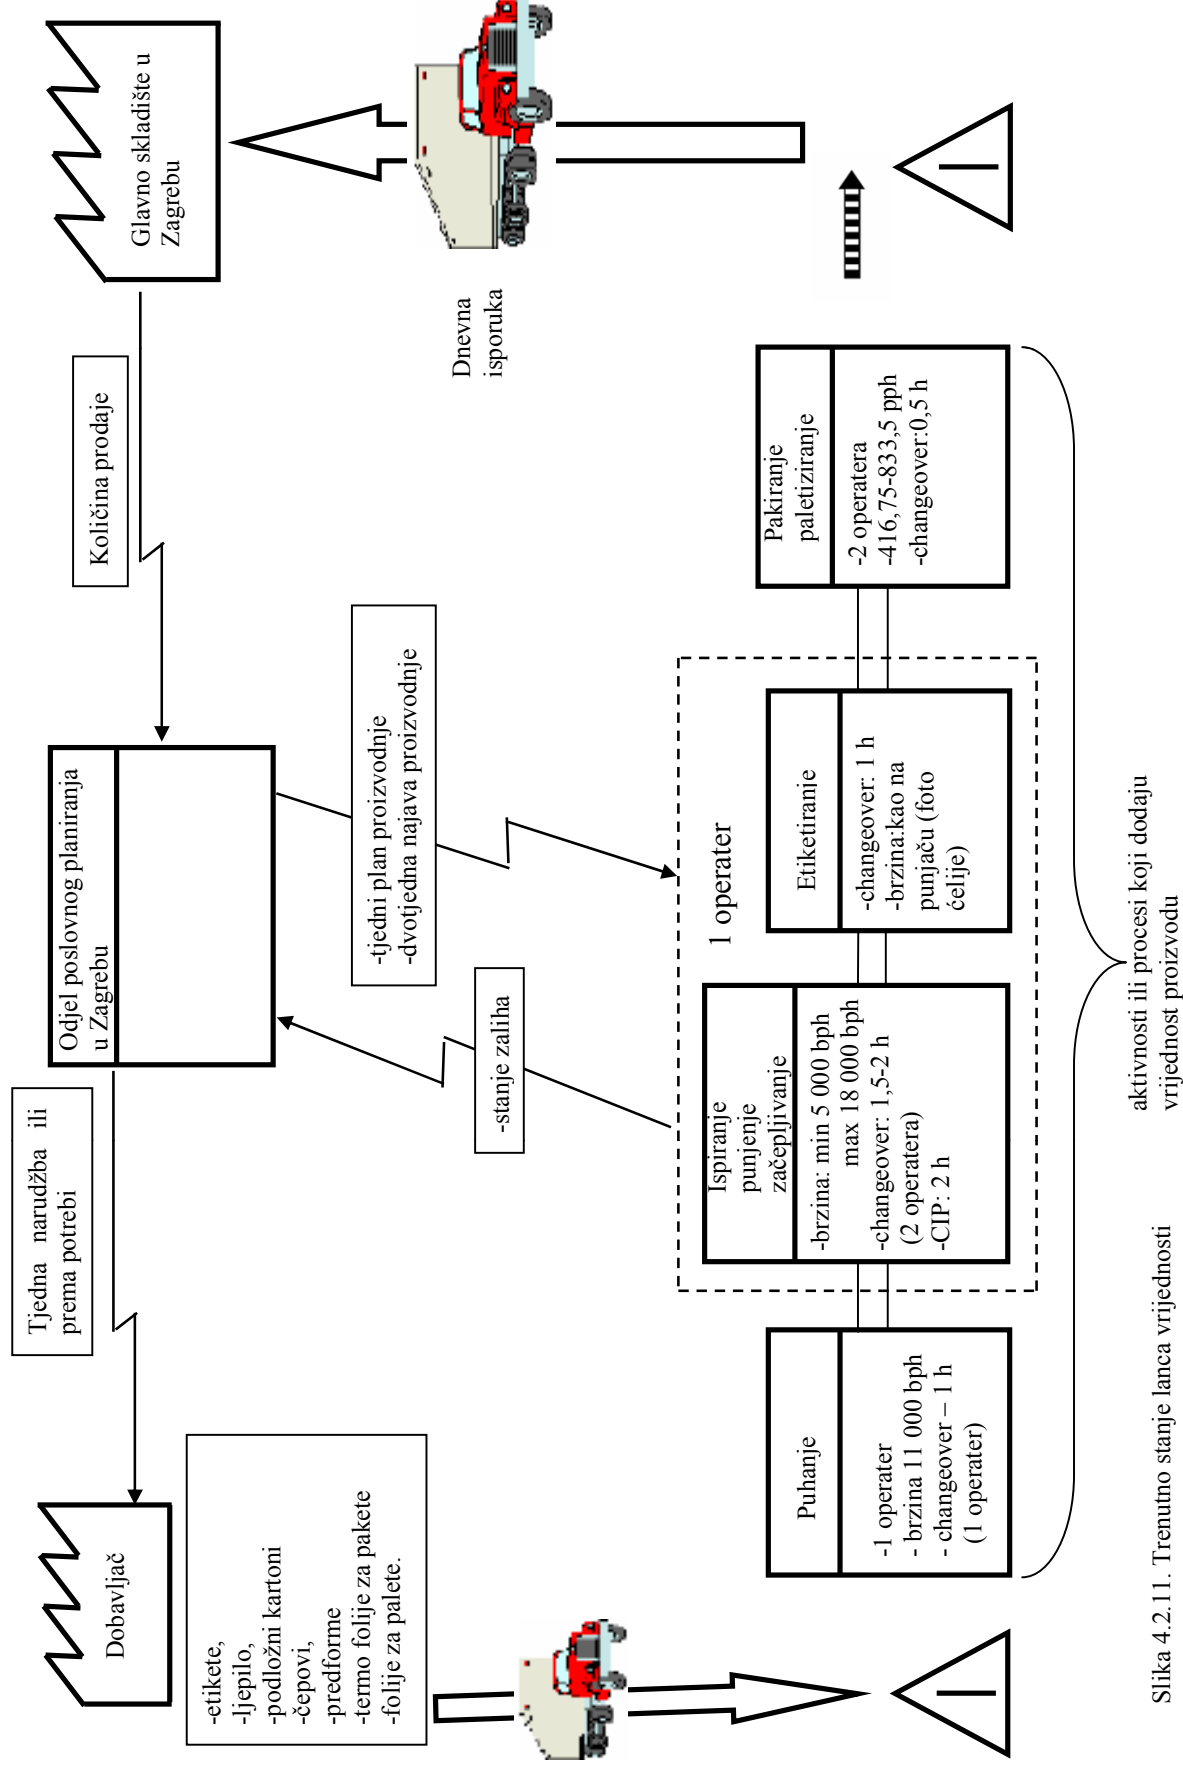 Dobavljač
Tjedna narudžba ili
prema potrebi
Odjel poslovnog planiranja
u Zagrebu
Količina prodaje
Glavno skladište u
Zagrebu
-etikete,
-ljepilo,
-podložni kartoni
-čepovi,
-predforme
-termo folije za pakete
-folije za palete.
-stanje zaliha
-tjedni plan proizvodnje
-dvotjedna najava proizvodnje
Dnevna
isporuka
1 operater
Puhanje
-1 operater
- brzina 11 000 bph
- changeover – 1 h
(1 operater)
Ispiranje
punjenje
začepljivanje
-brzina: min 5 000 bph
max 18 000 bph
-changeover: 1,5-2 h
(2 operatera)
-CIP: 2 h
Etiketiranje
-changeover: 1 h
-brzina:kao na
punjaču (foto
ćelije)
Pakiranje
paletiziranje
-2 operatera
-416,75-833,5 pph
-changeover:0,5 h
I
I
aktivnosti ili procesi koji dodaju
vrijednost proizvodu
Slika 4.2.11. Trenutno stanje lanca vrijednosti